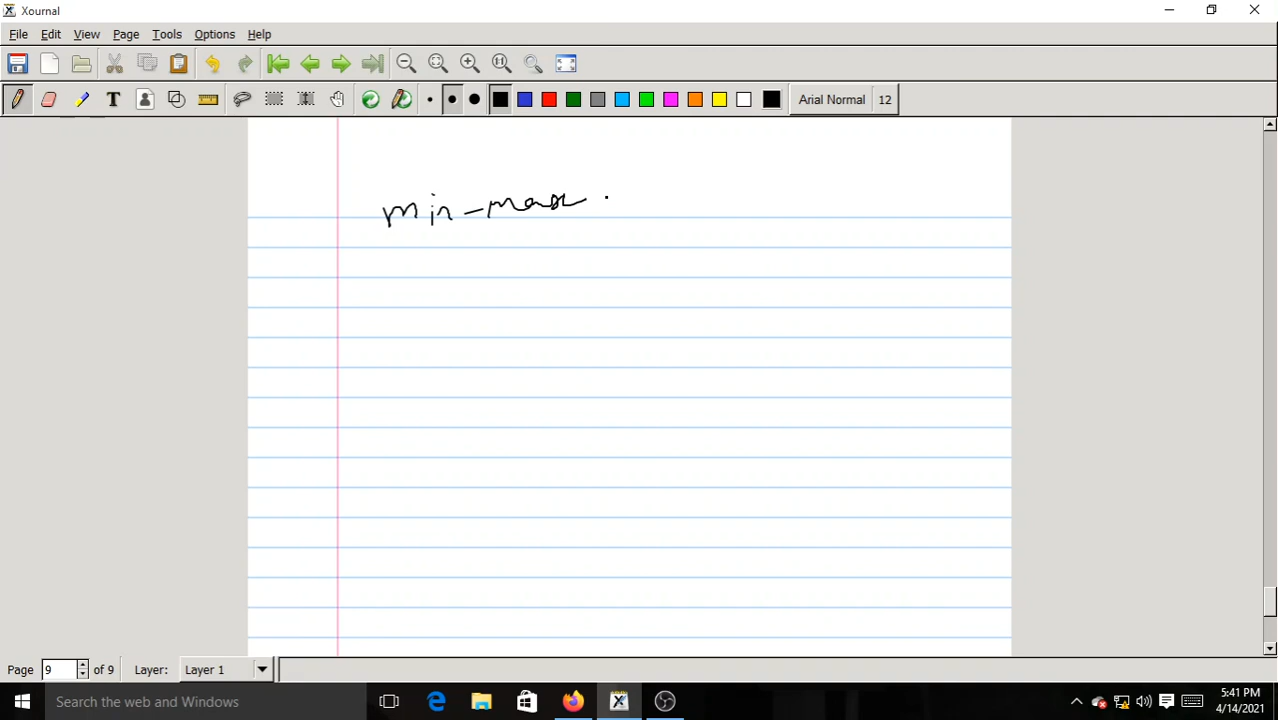 Xournal
File Edit View Page Tools Options Help
T Arial Normal 12
min-max
Page 9 of 9 Layer: Layer 1
Search the web and Windows
5:41 PM
4/14/2021